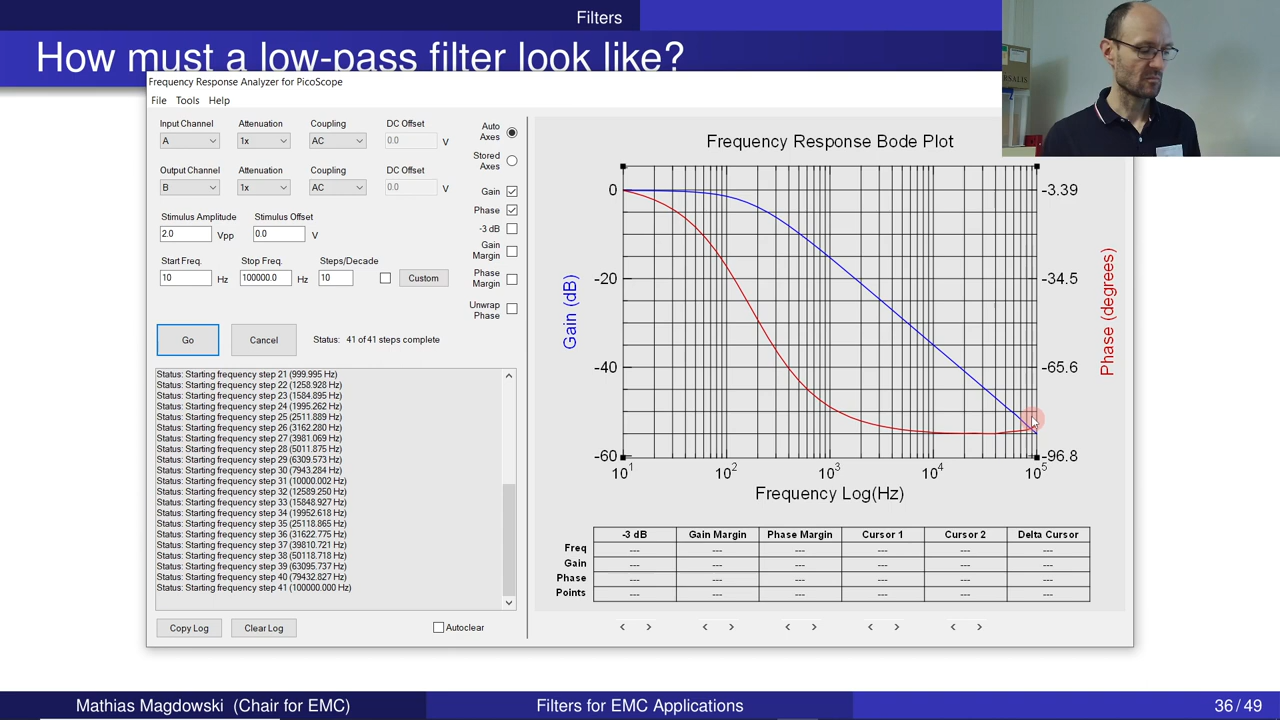 Filters
How must a low-pass filter look like?
Frequency Response Analyzer for PicoScope
File Tools Help
Input Channel Attenuation Coupling DC Offset
A 1x AC 0.0 V
Output Channel Attenuation Coupling DC Offset
B 1x AC 0.0 V
Stimulus Amplitude Stimulus Offset
2.0 Vpp 0.0 V
Start Freq. Stop Freq. Steps/Decade
10 Hz 100000.0 Hz 10 Custom
Go Cancel Status: 41 of 41 steps complete
Auto Axes
Stored Axes
Gain
Phase
-3 dB
Gain Margin
Phase Margin
Unwrap Phase
Status: Starting frequency step 21 (999.995 Hz)
Status: Starting frequency step 22 (1258.928 Hz)
Status: Starting frequency step 23 (1584.895 Hz)
Status: Starting frequency step 24 (1995.262 Hz)
Status: Starting frequency step 25 (2511.889 Hz)
Status: Starting frequency step 26 (3162.280 Hz)
Status: Starting frequency step 27 (3981.069 Hz)
Status: Starting frequency step 28 (5011.875 Hz)
Status: Starting frequency step 29 (6309.573 Hz)
Status: Starting frequency step 30 (7943.284 Hz)
Status: Starting frequency step 31 (10000.002 Hz)
Status: Starting frequency step 32 (12589.250 Hz)
Status: Starting frequency step 33 (15848.927 Hz)
Status: Starting frequency step 34 (19952.618 Hz)
Status: Starting frequency step 35 (25118.865 Hz)
Status: Starting frequency step 36 (31622.775 Hz)
Status: Starting frequency step 37 (39810.721 Hz)
Status: Starting frequency step 38 (50118.718 Hz)
Status: Starting frequency step 39 (63095.737 Hz)
Status: Starting frequency step 40 (79432.827 Hz)
Status: Starting frequency step 41 (100000.000 Hz)
Copy Log Clear Log Autoclear
Frequency Response Bode Plot
0 -3.39
-20 -34.5
-40 -65.6
-60 -96.8
Gain (dB)
Phase (degrees)
10^1 10^2 10^3 10^4 10^5
Frequency Log(Hz)
-3 dB Gain Margin Phase Margin Cursor 1 Cursor 2 Delta Cursor
Freq --- --- --- --- --- ---
Gain --- --- --- --- --- ---
Phase --- --- --- --- --- ---
Points --- --- --- --- --- ---
< > < > < > < > < >
Mathias Magdowski (Chair for EMC) Filters for EMC Applications 36 / 49